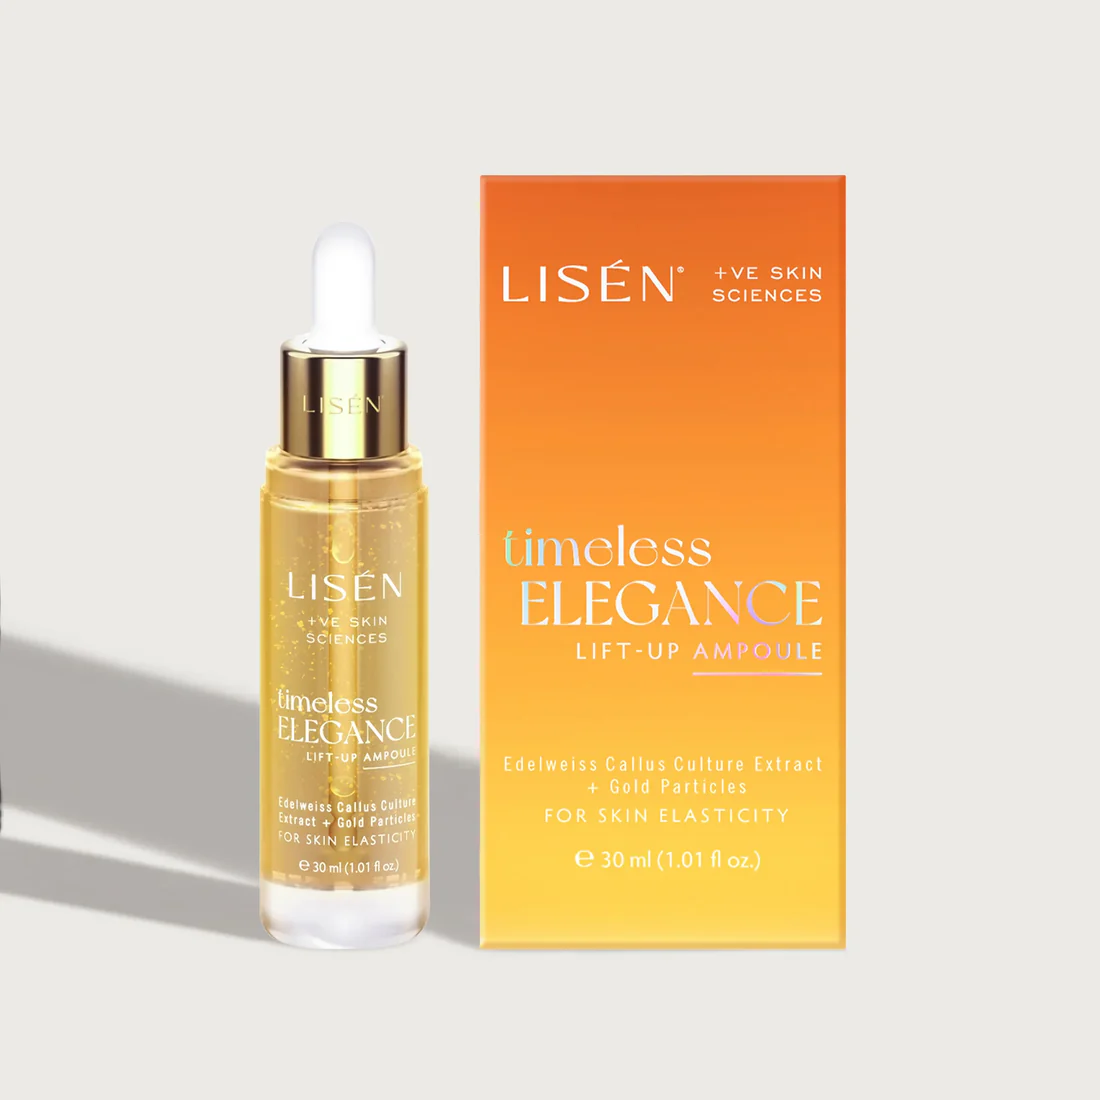 LISÉN
LISÉN
+VE SKIN
SCIENCES
timeless
ELEGANCE
LIFT-UP AMPOULE
Edelweiss Callus Culture
Extract + Gold Particles
FOR SKIN ELASTICITY
℮ 30 ml (1.01 fl oz.)
LISÉN®
+VE SKIN
SCIENCES
timeless
ELEGANCE
LIFT-UP AMPOULE
Edelweiss Callus Culture Extract
+ Gold Particles
FOR SKIN ELASTICITY
℮ 30 ml (1.01 fl oz.)